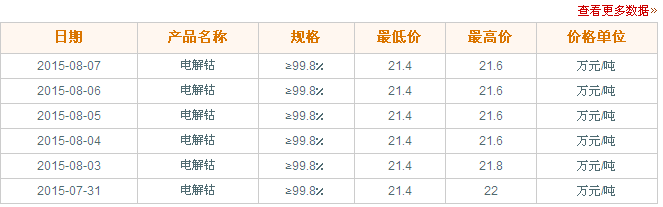 查看更多数据»
日期 产品名称 规格 最低价 最高价 价格单位
2015-08-07 电解钴 ≥99.8% 21.4 21.6 万元/吨
2015-08-06 电解钴 ≥99.8% 21.4 21.6 万元/吨
2015-08-05 电解钴 ≥99.8% 21.4 21.6 万元/吨
2015-08-04 电解钴 ≥99.8% 21.4 21.6 万元/吨
2015-08-03 电解钴 ≥99.8% 21.4 21.8 万元/吨
2015-07-31 电解钴 ≥99.8% 21.4 22 万元/吨